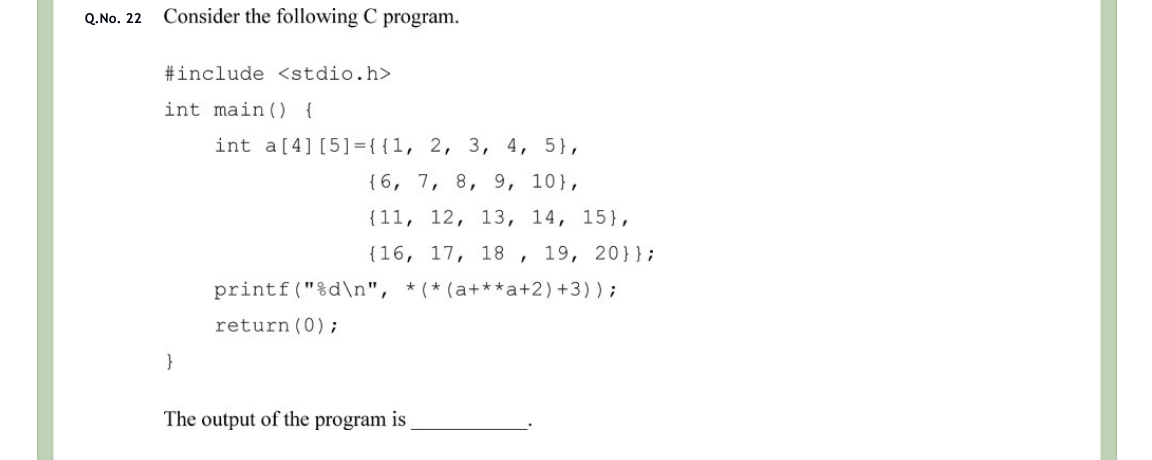 Q.No. 22 Consider the following C program.
#include <stdio.h>
int main() {
int a[4][5]={{1, 2, 3, 4, 5},
{6, 7, 8, 9, 10},
{11, 12, 13, 14, 15},
{16, 17, 18 , 19, 20}};
printf("%d\n", *(*(a+**a+2)+3));
return(0);
}
The output of the program is __________.